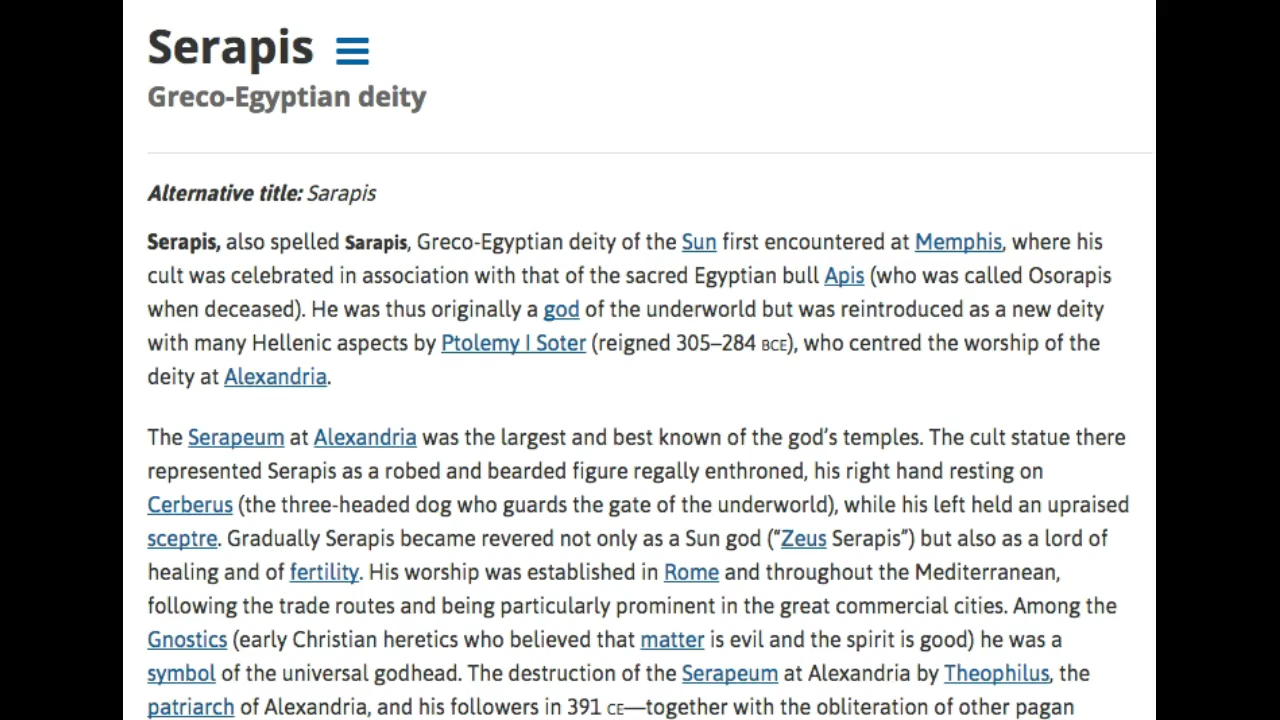 Serapis
Greco-Egyptian deity
Alternative title: Sarapis
Serapis, also spelled Sarapis, Greco-Egyptian deity of the Sun first encountered at Memphis, where his
cult was celebrated in association with that of the sacred Egyptian bull Apis (who was called Osorapis
when deceased). He was thus originally a god of the underworld but was reintroduced as a new deity
with many Hellenic aspects by Ptolemy I Soter (reigned 305–284 BCE), who centred the worship of the
deity at Alexandria.
The Serapeum at Alexandria was the largest and best known of the god’s temples. The cult statue there
represented Serapis as a robed and bearded figure regally enthroned, his right hand resting on
Cerberus (the three-headed dog who guards the gate of the underworld), while his left held an upraised
sceptre. Gradually Serapis became revered not only as a Sun god (“Zeus Serapis”) but also as a lord of
healing and of fertility. His worship was established in Rome and throughout the Mediterranean,
following the trade routes and being particularly prominent in the great commercial cities. Among the
Gnostics (early Christian heretics who believed that matter is evil and the spirit is good) he was a
symbol of the universal godhead. The destruction of the Serapeum at Alexandria by Theophilus, the
patriarch of Alexandria, and his followers in 391 CE—together with the obliteration of other pagan